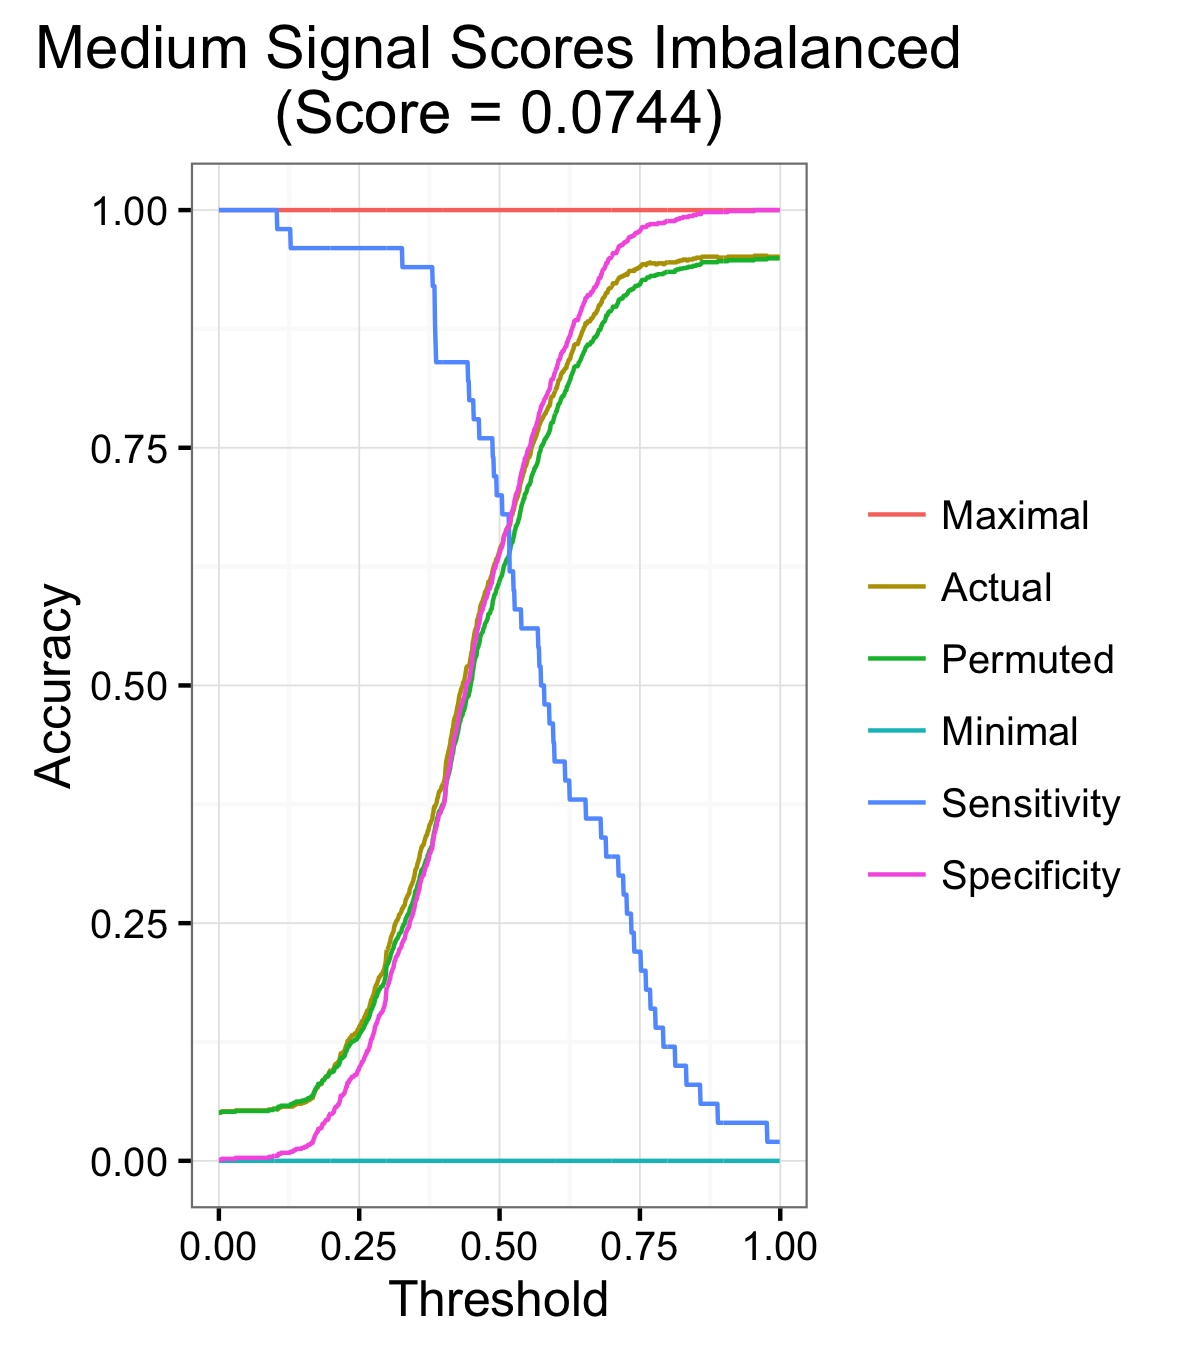 Medium Signal Scores Imbalanced
(Score = 0.0744)
1.00
0.75
0.50
0.25
0.00
Accuracy
0.00 0.25 0.50 0.75 1.00
Threshold
Maximal
Actual
Permuted
Minimal
Sensitivity
Specificity